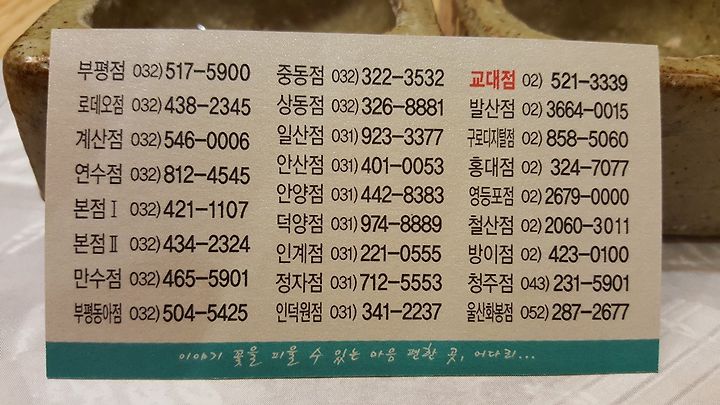 부평점 032) 517-5900
로데오점 032) 438-2345
계산점 032) 546-0006
연수점 032) 812-4545
본점Ⅰ 032) 421-1107
본점Ⅱ 032) 434-2324
만수점 032) 465-5901
부평동아점 032) 504-5425
중동점 032) 322-3532
상동점 032) 326-8881
일산점 031) 923-3377
안산점 031) 401-0053
안양점 031) 442-8383
덕양점 031) 974-8889
인계점 031) 221-0555
정자점 031) 712-5553
인덕원점 031) 341-2237
교대점 02) 521-3339
발산점 02) 3664-0015
구로디지털점 02) 858-5060
홍대점 02) 324-7077
영등포점 02) 2679-0000
철산점 02) 2060-3011
방이점 02) 423-0100
청주점 043) 231-5901
울산화봉점 052) 287-2677
이야기 꽃을 피울 수 있는 마음 편한 곳, 어다리...